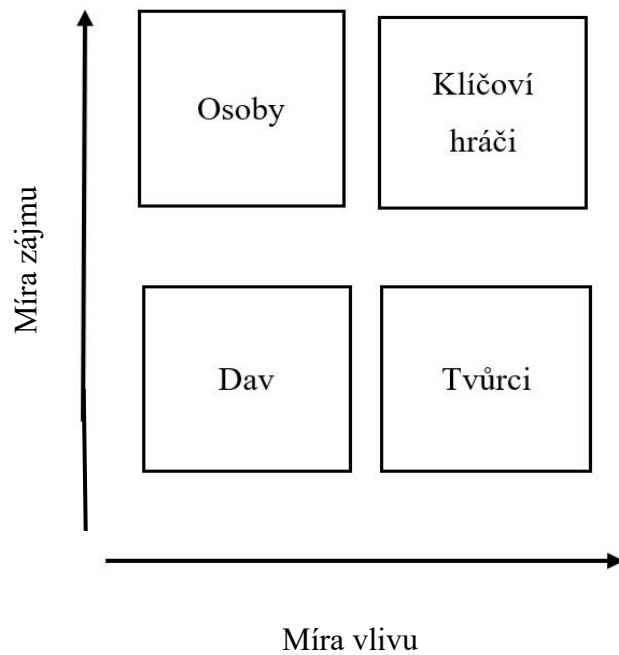 Osoby
Klíčoví
hráči
Míra zájmu
Dav
Tvůrci
Míra vlivu